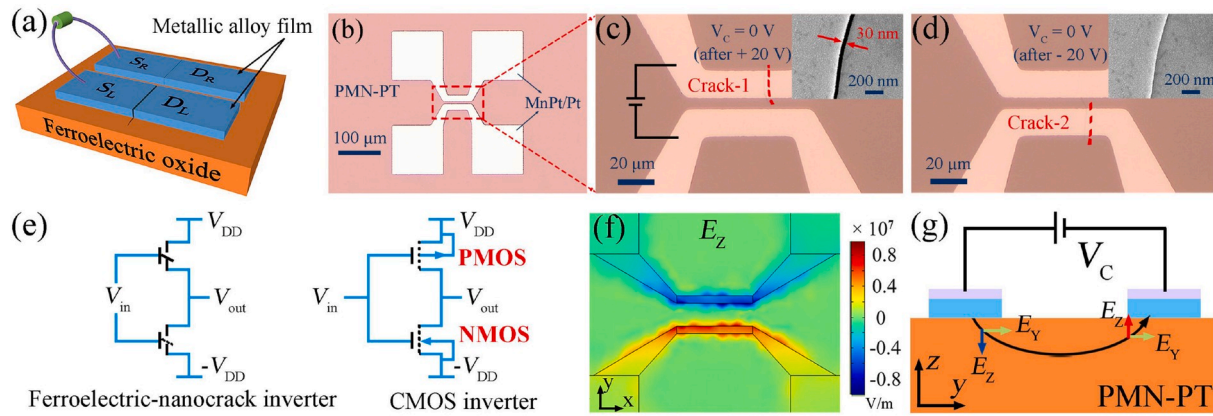 (a)
Metallic alloy film
S_R
D_R
S_L
D_L
Ferroelectric oxide
(b)
PMN-PT
MnPt/Pt
100 μm
(c)
V_C = 0 V
(after + 20 V)
30 nm
200 nm
Crack-1
20 μm
(d)
V_C = 0 V
(after - 20 V)
200 nm
Crack-2
20 μm
(e)
V_DD
V_in
V_out
-V_DD
Ferroelectric-nanocrack inverter
V_DD
PMOS
V_in
V_out
NMOS
-V_DD
CMOS inverter
(f)
E_Z
y
x
× 10⁷
0.8
0.4
0
-0.4
-0.8
V/m
(g)
V_C
E_Y
E_Z
E_Z
E_Y
z
y
PMN-PT